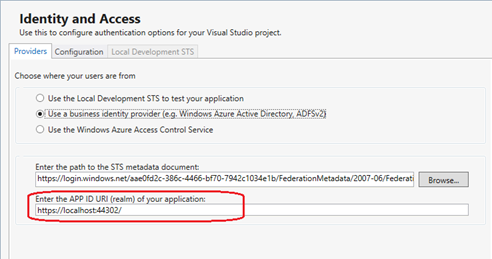 Identity and Access
Use this to configure authentication options for your Visual Studio project.
Providers Configuration Local Development STS
Choose where your users are from
Use the Local Development STS to test your application
Use a business identity provider (e.g. Windows Azure Active Directory, ADFSv2)
Use the Windows Azure Access Control Service
Enter the path to the STS metadata document:
https://login.windows.net/aae0fd2c-386c-4466-bf70-7942c1034e1b/FederationMetadata/2007-06/Federat Browse...
Enter the APP ID URI (realm) of your application:
https://localhost:44302/